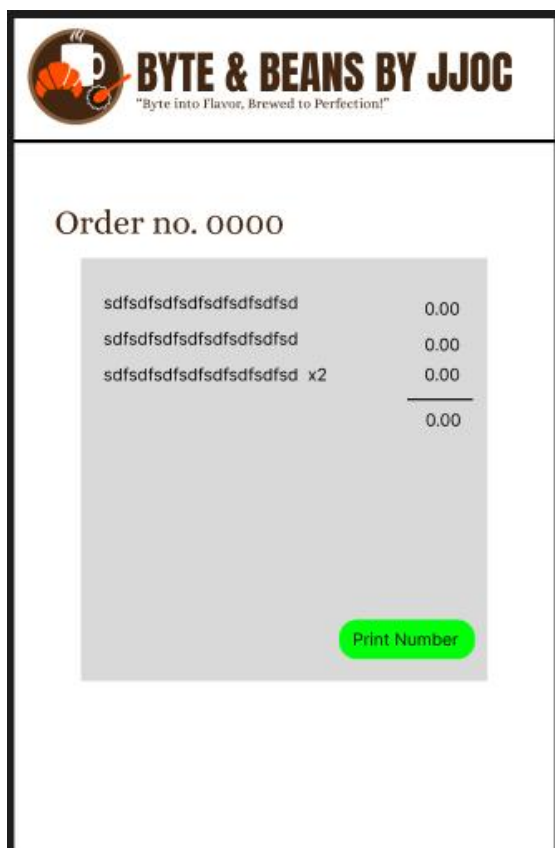 BYTE & BEANS BY JJOC
"Byte into Flavor, Brewed to Perfection!"
Order no. 0000
sdfsdfsdfsdfsdfsdfsdfsd 0.00
sdfsdfsdfsdfsdfsdfsdfsd 0.00
sdfsdfsdfsdfsdfsdfsdfsd x2 0.00
0.00
Print Number